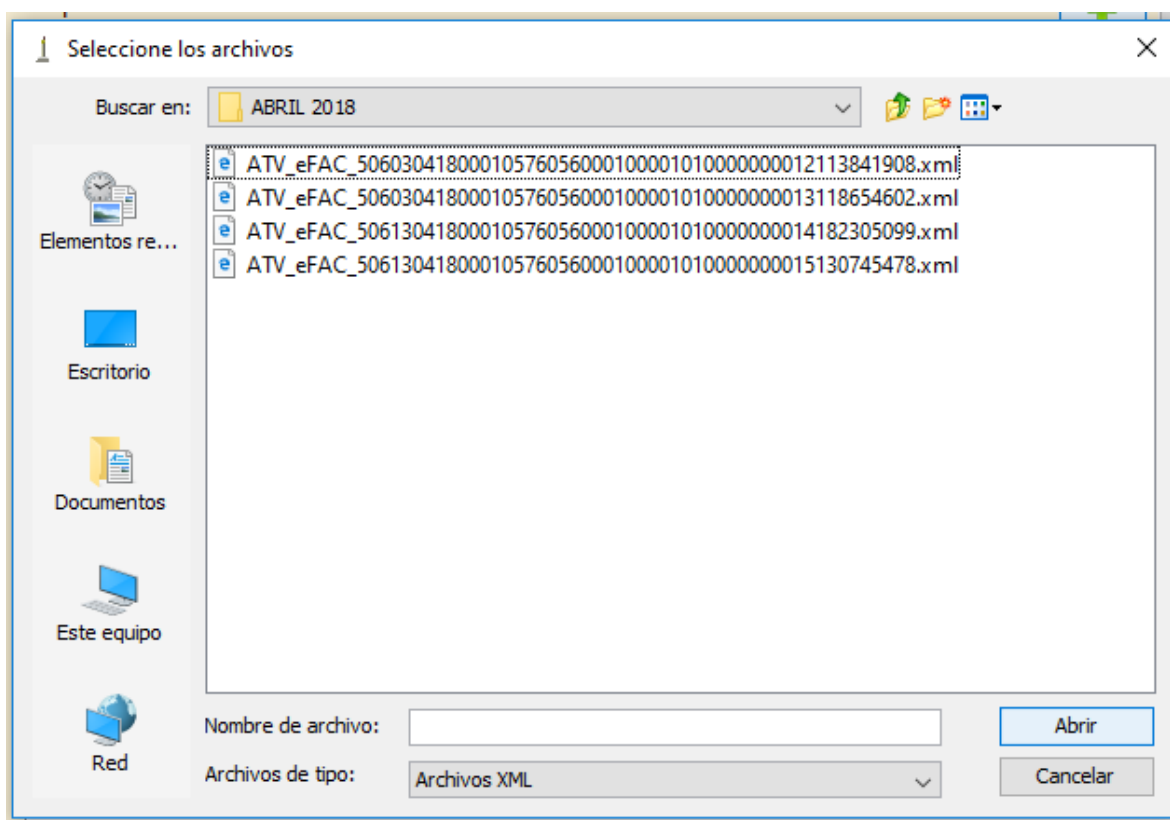 Seleccione los archivos
Buscar en:
ABRIL 2018
ATV_eFAC_50603041800010576056000100001010000000012113841908.xml
ATV_eFAC_50603041800010576056000100001010000000013118654602.xml
ATV_eFAC_50613041800010576056000100001010000000014182305099.xml
ATV_eFAC_50613041800010576056000100001010000000015130745478.xml
Elementos re...
Escritorio
Documentos
Este equipo
Red
Nombre de archivo:
Abrir
Archivos de tipo:
Archivos XML
Cancelar